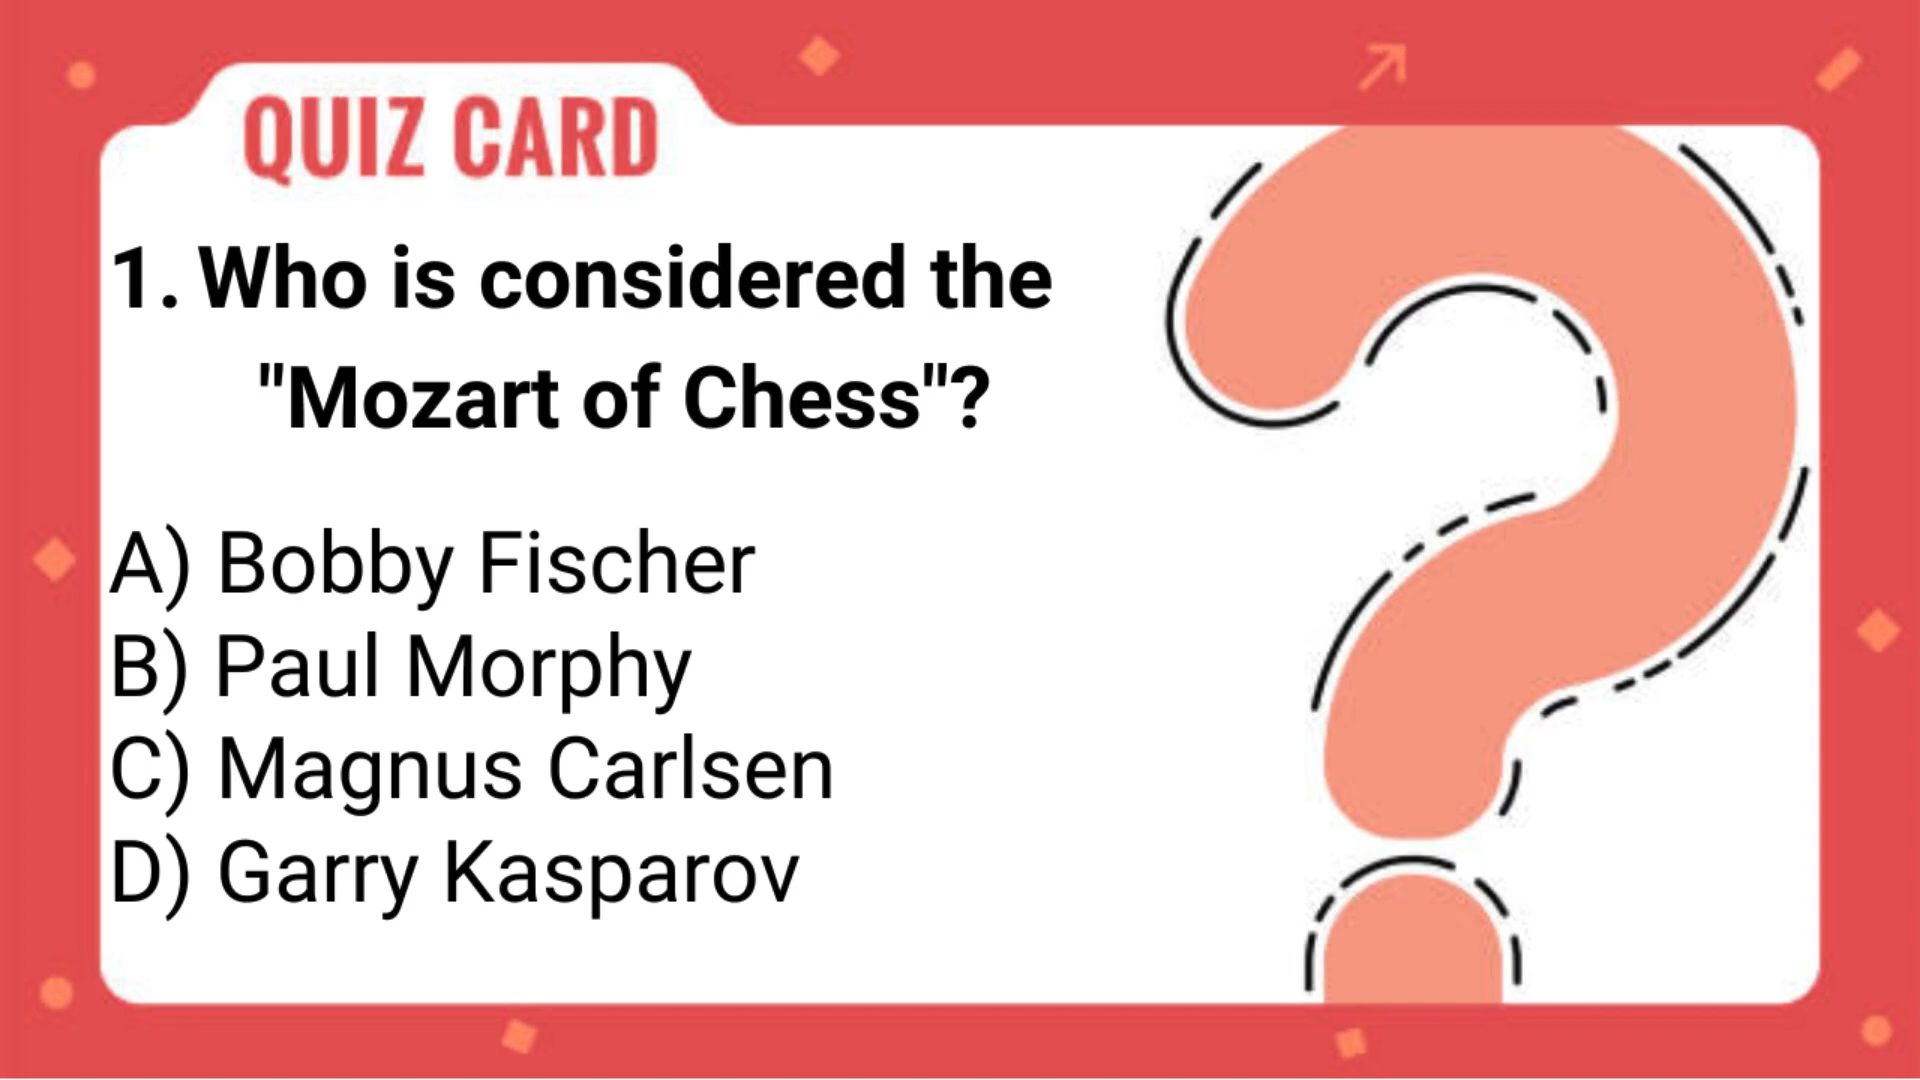 QUIZ CARD
1. Who is considered the
"Mozart of Chess"?
A) Bobby Fischer
B) Paul Morphy
C) Magnus Carlsen
D) Garry Kasparov